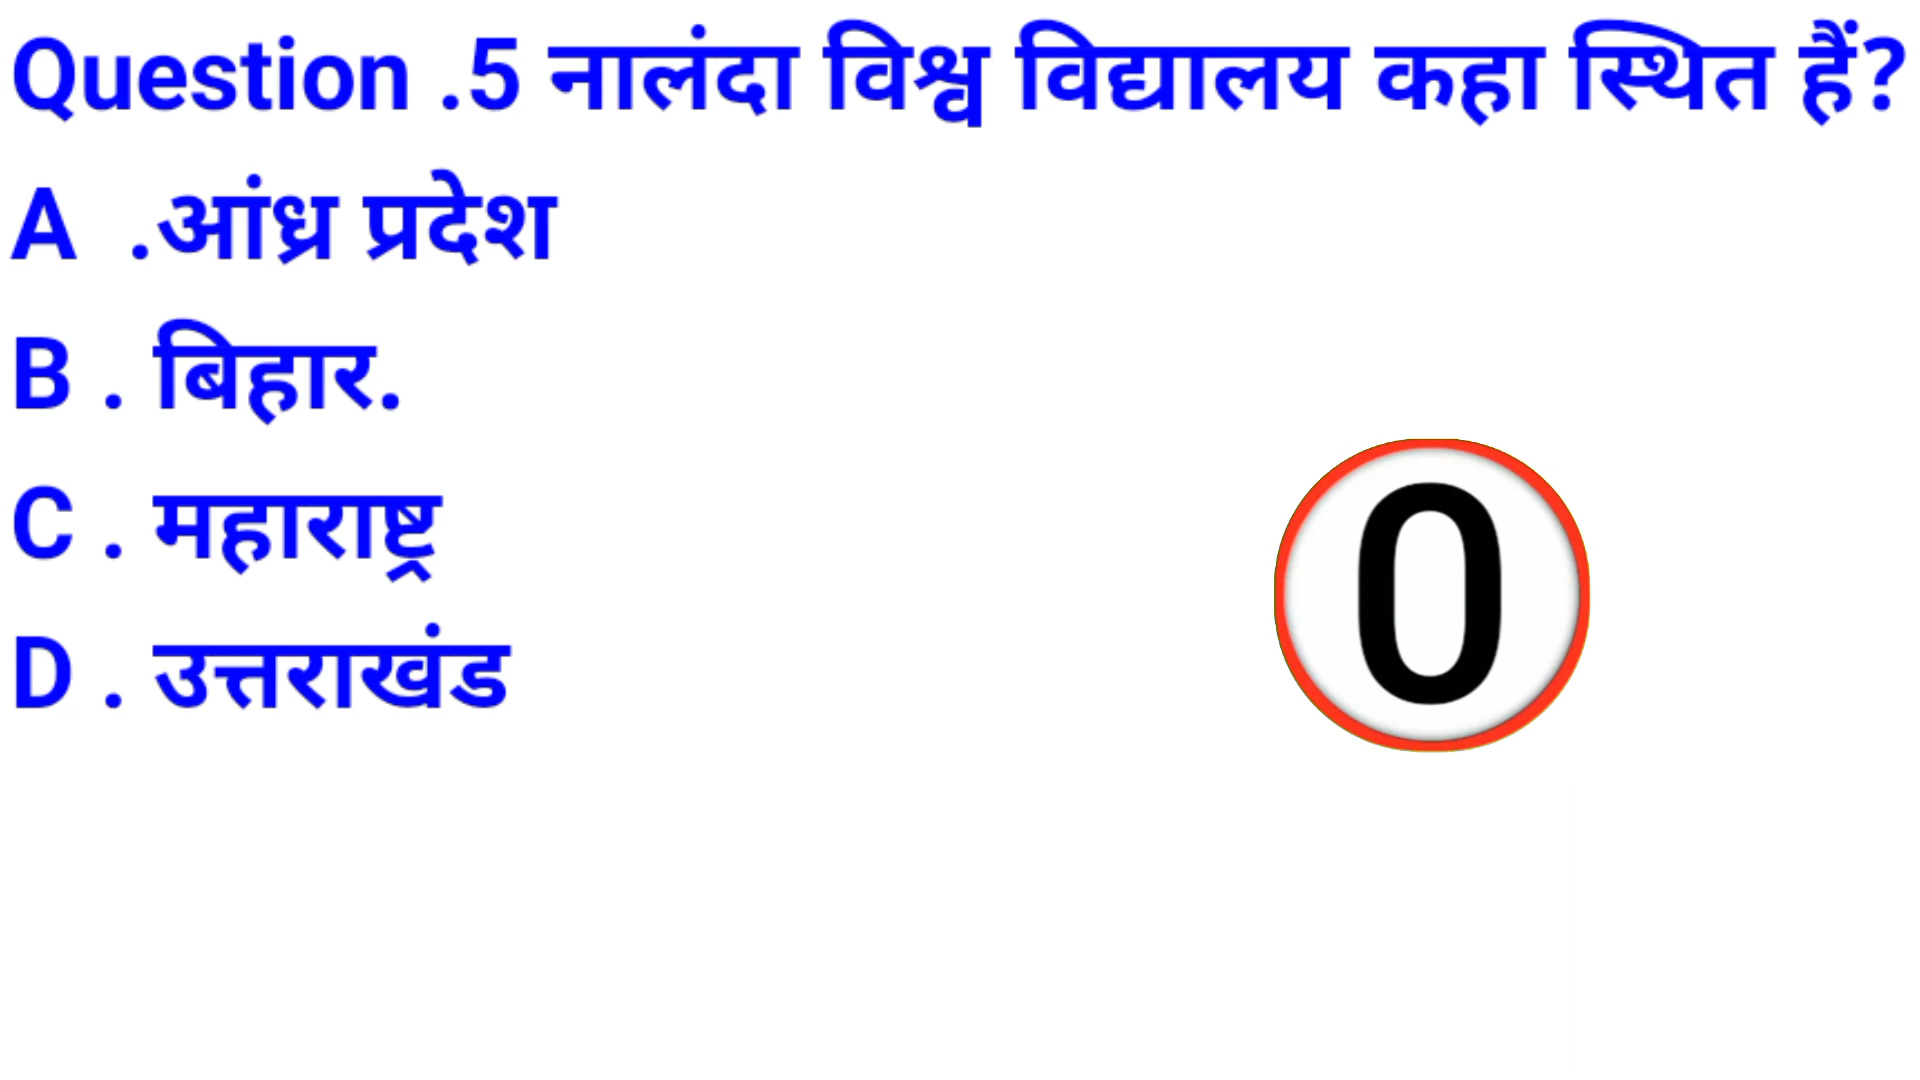 Question .5 नालंदा विश्व विद्यालय कहा स्थित हैं?
A .आंध्र प्रदेश
B . बिहार.
C . महाराष्ट्र
0
D . उत्तराखंड